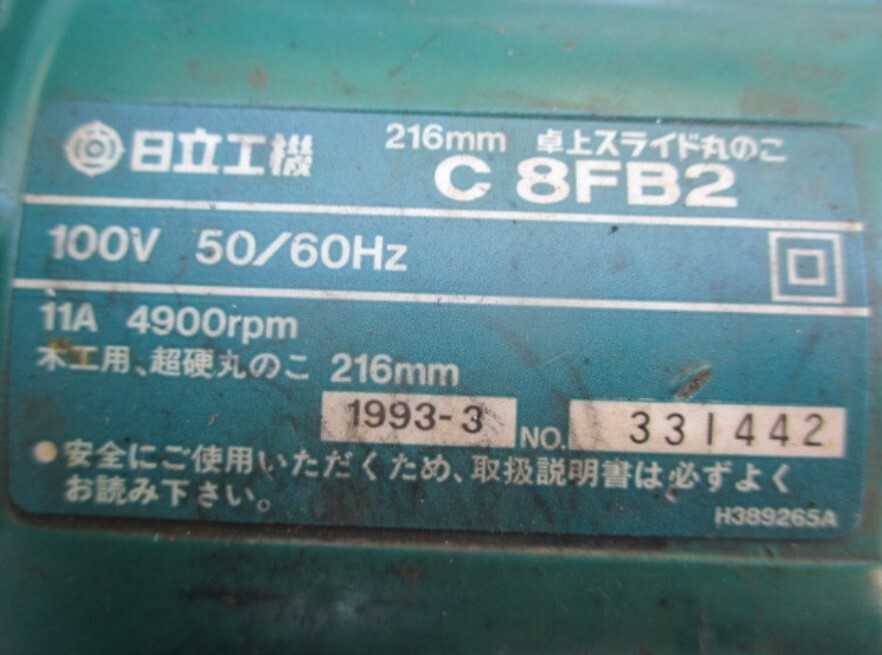 日立工機 216mm 卓上スライド丸のこ
C 8FB2
100V 50/60Hz
11A 4900rpm
木工用、超硬丸のこ 216mm
1993-3 NO. 331442
●安全にご使用いただくため、取扱説明書は必ずよく
お読み下さい。
H389265A